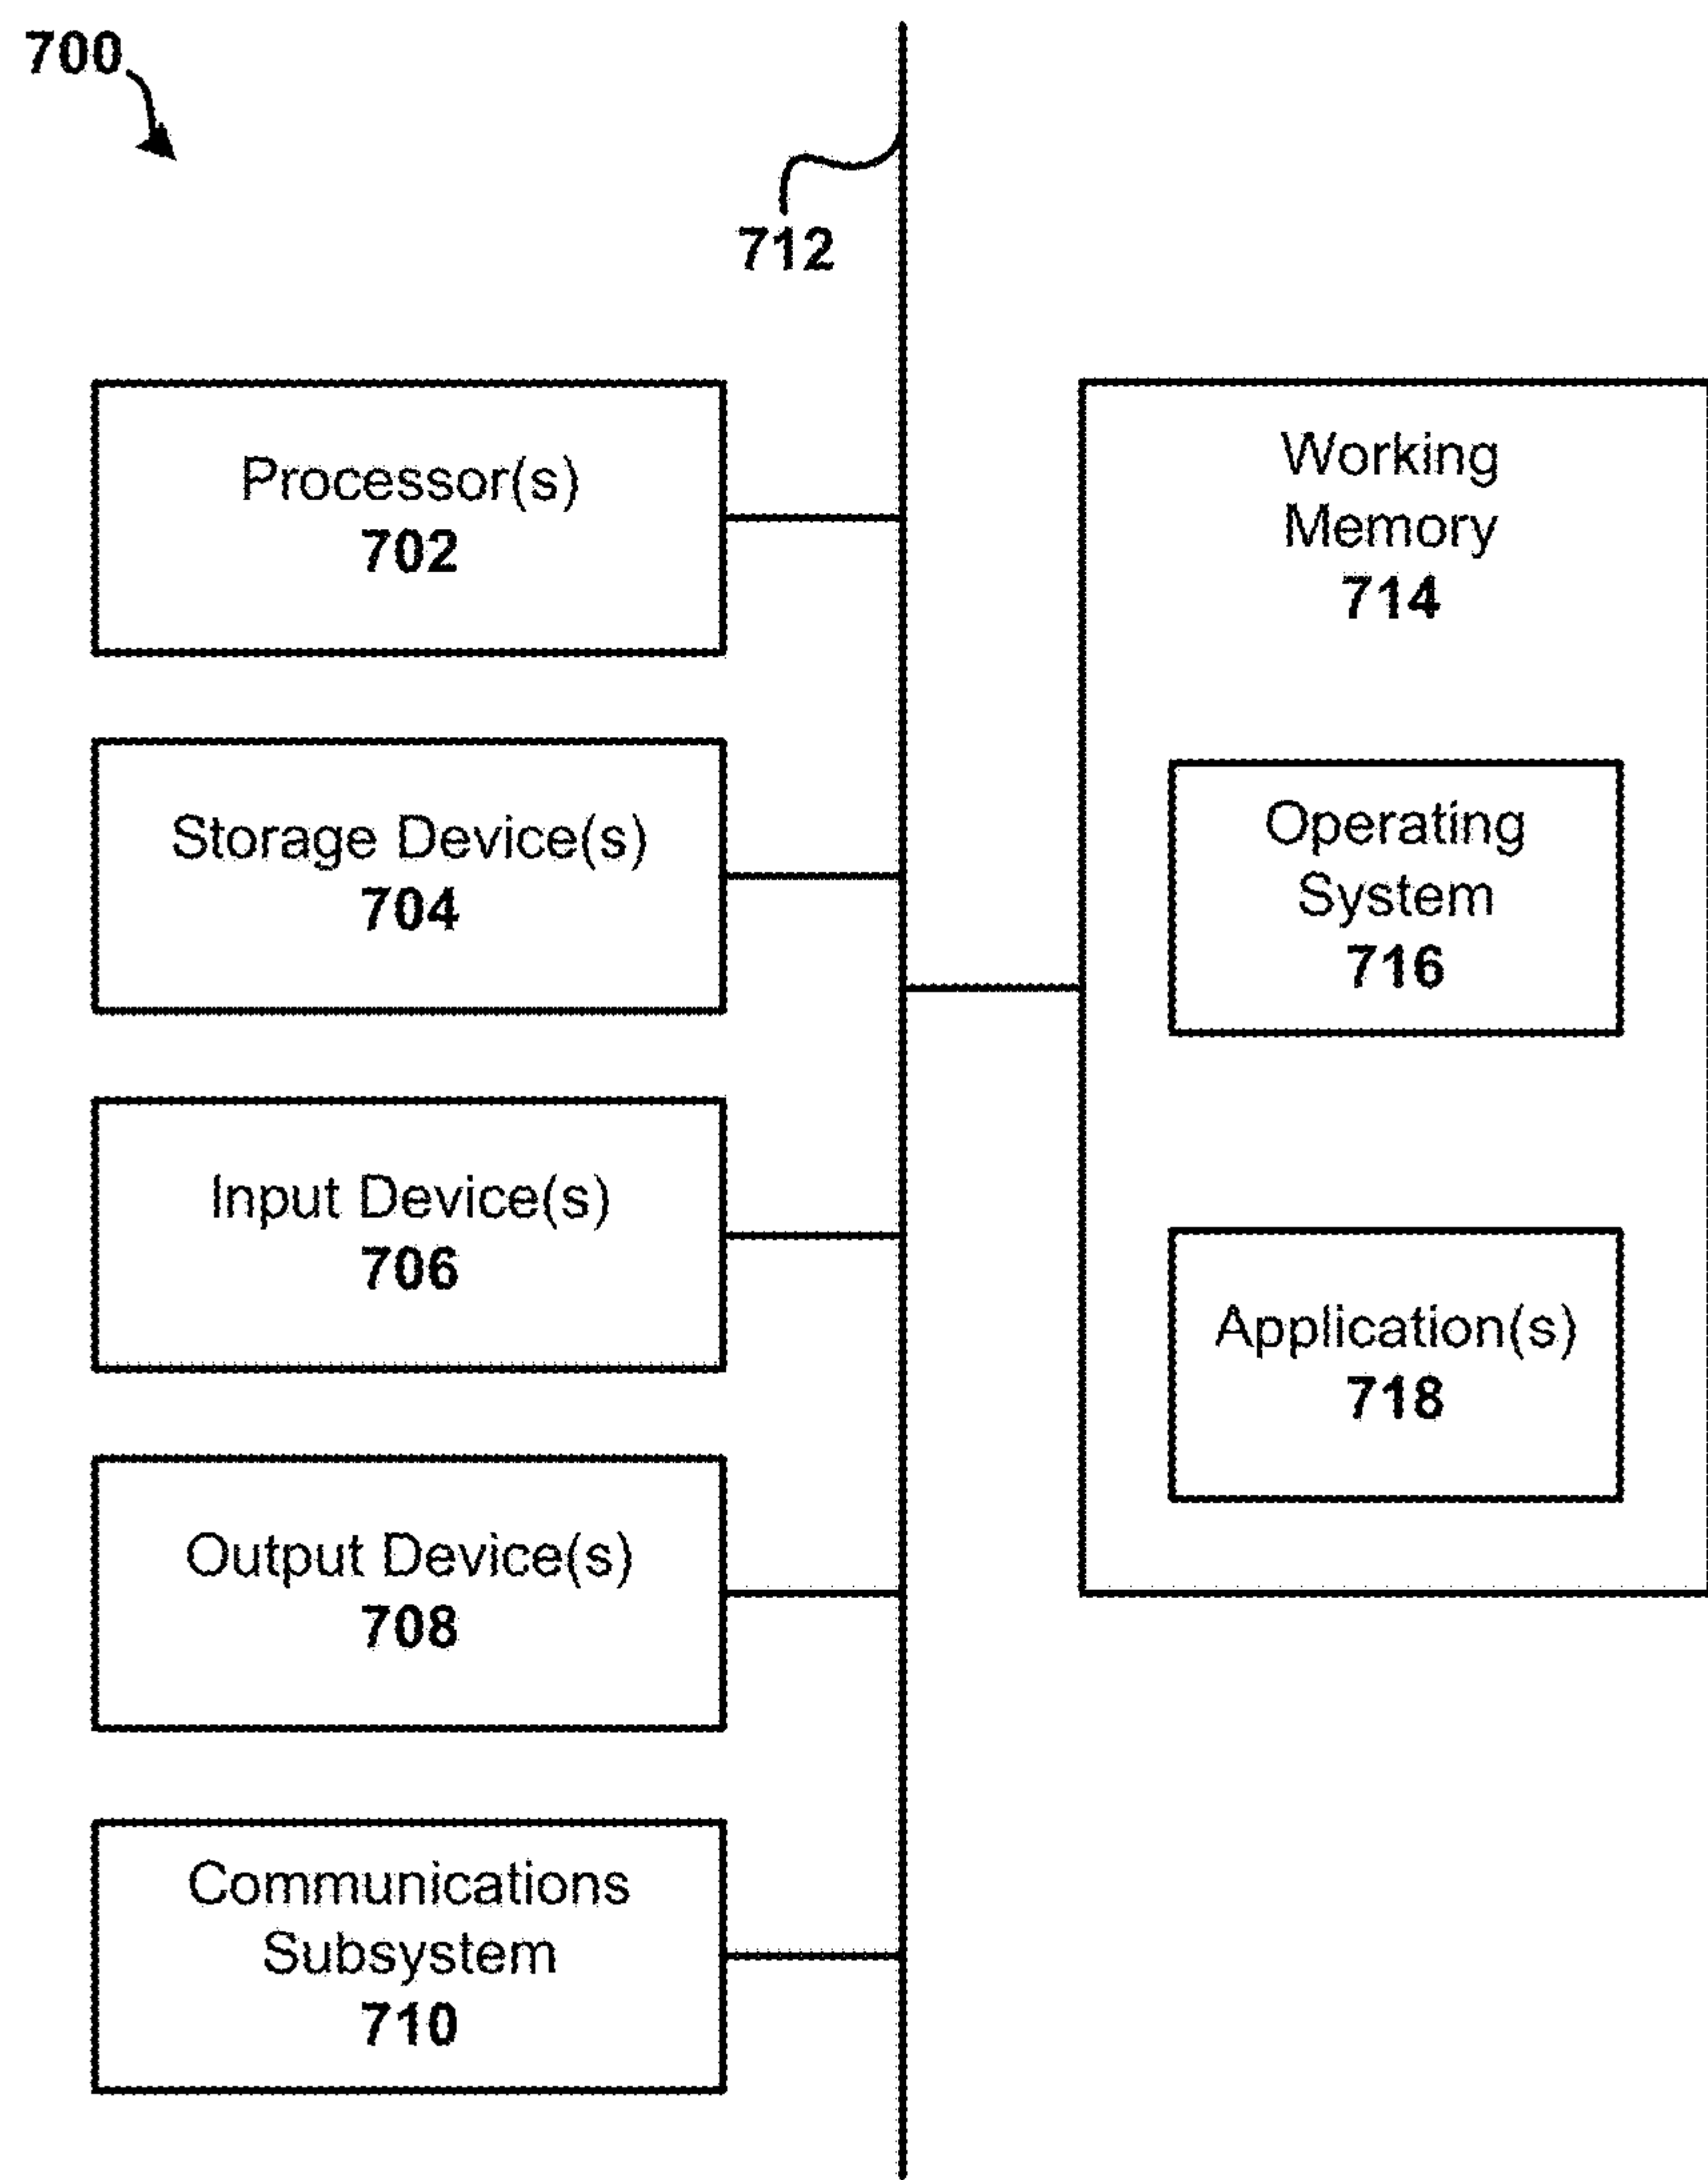 700
712
Processor(s)
702
Storage Device(s)
704
Input Device(s)
706
Output Device(s)
708
Communications
Subsystem
710
Working
Memory
714
Operating
System
716
Application(s)
718